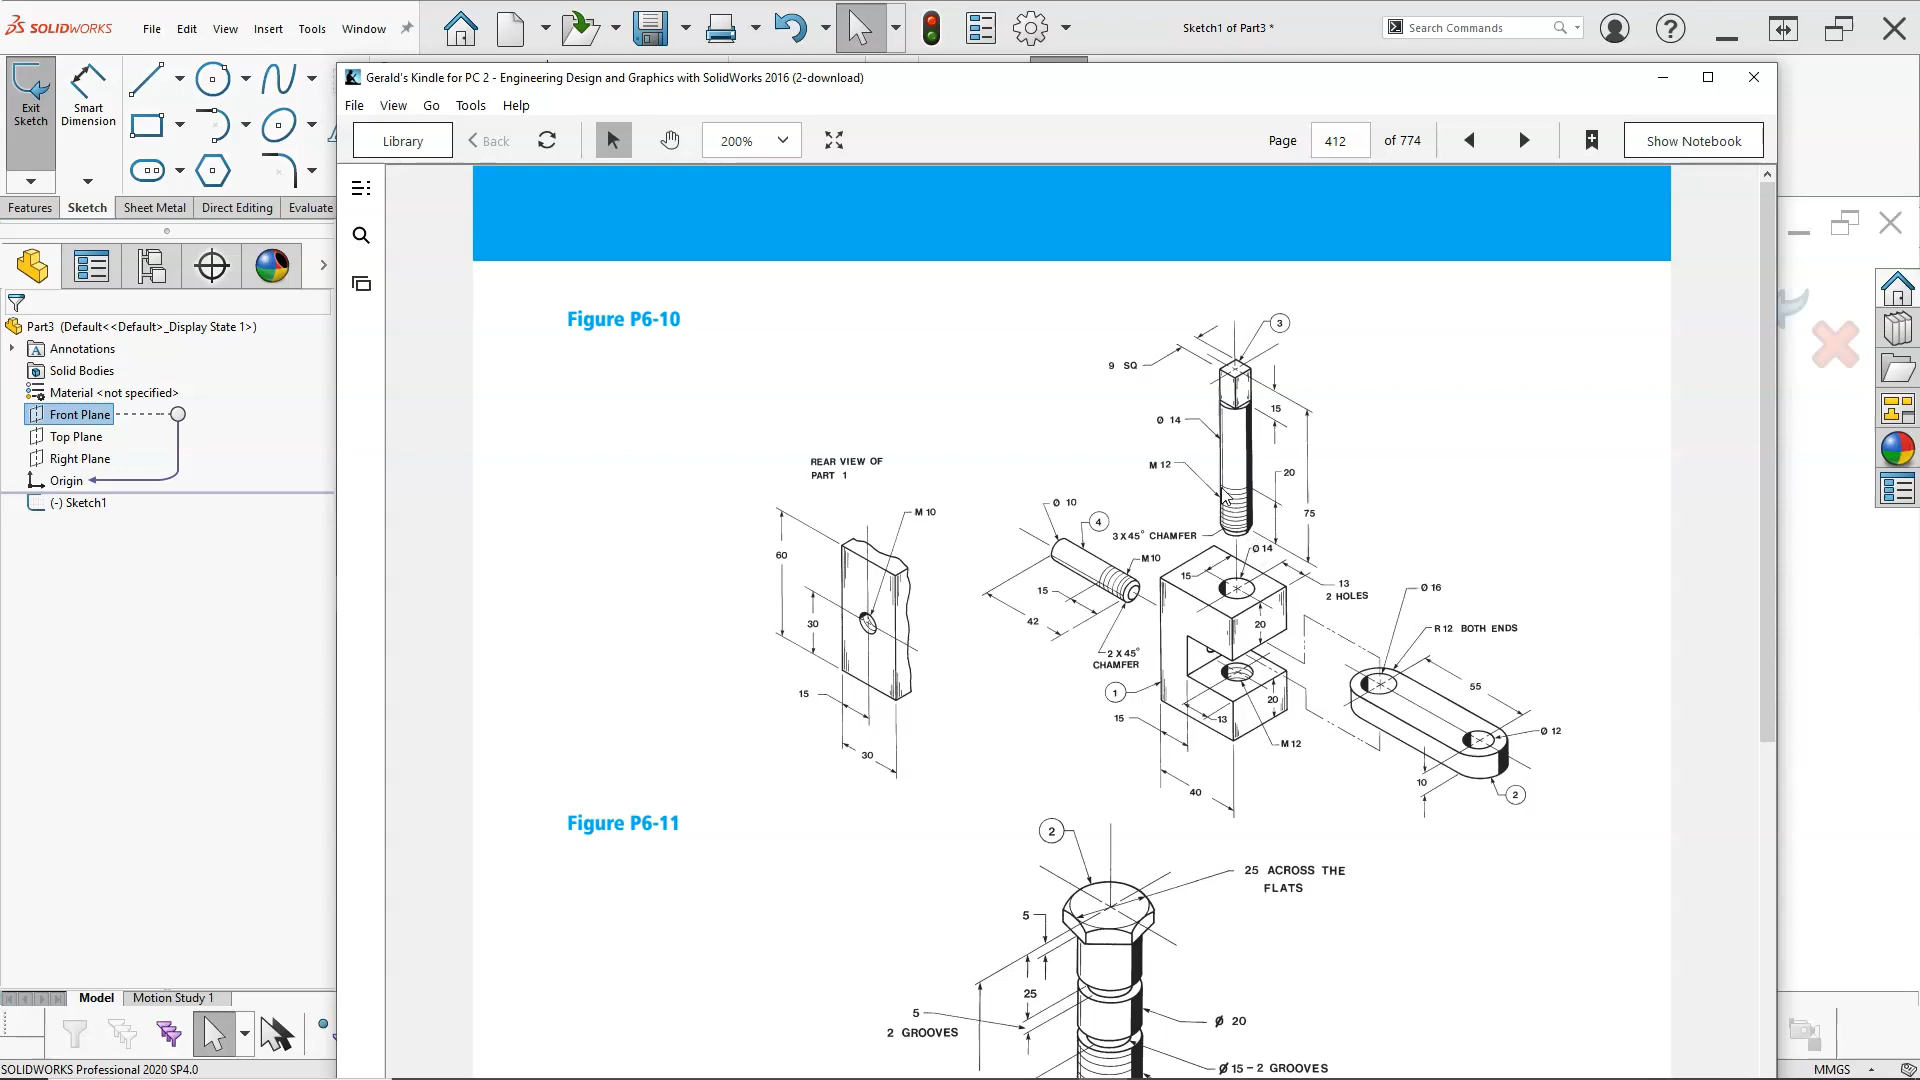 SOLIDWORKS
File Edit View Insert Tools Window
Sketch1 of Part3 *
Search Commands
Exit Sketch
Smart Dimension
Features Sketch Sheet Metal Direct Editing Evaluate
Part3 (Default<<Default>_Display State 1>)
Annotations
Solid Bodies
Material <not specified>
Front Plane
Top Plane
Right Plane
Origin
(-) Sketch1
Model Motion Study 1
SOLIDWORKS Professional 2020 SP4.0
MMGS
Gerald's Kindle for PC 2 - Engineering Design and Graphics with SolidWorks 2016 (2-download)
File View Go Tools Help
Library Back 200% Page 412 of 774 Show Notebook
Figure P6-10
3
9 SQ
15
Ø 14
M 12
20
75
REAR VIEW OF
PART 1
M 10
60
30
15
30
Ø 10
4
3 X 45° CHAMFER
M10
Ø 14
15
15
42
13
2 HOLES
20
2 X 45°
CHAMFER
1
20
15
13
M 12
40
Ø 16
R 12 BOTH ENDS
55
Ø 12
10
2
Figure P6-11
2
25 ACROSS THE
FLATS
5
25
5
2 GROOVES
Ø 20
Ø 15 - 2 GROOVES